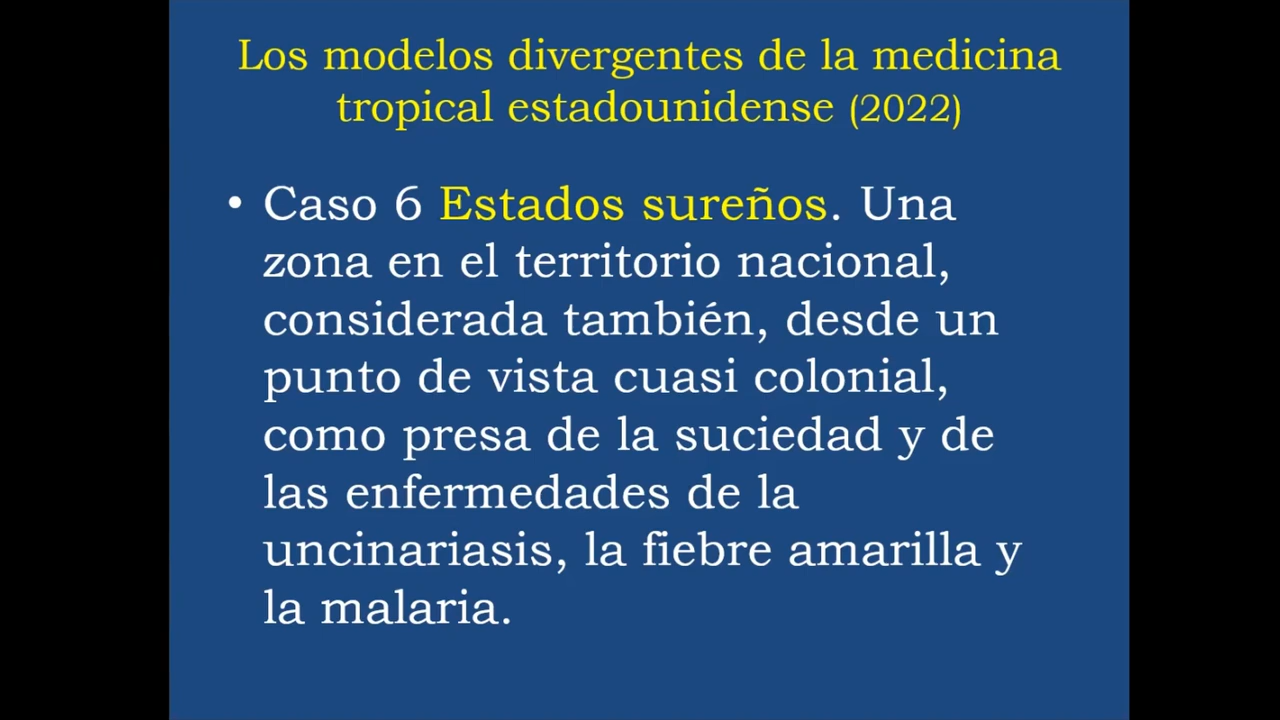 Los modelos divergentes de la medicina
tropical estadounidense (2022)
• Caso 6 Estados sureños. Una
zona en el territorio nacional,
considerada también, desde un
punto de vista cuasi colonial,
como presa de la suciedad y de
las enfermedades de la
uncinariasis, la fiebre amarilla y
la malaria.